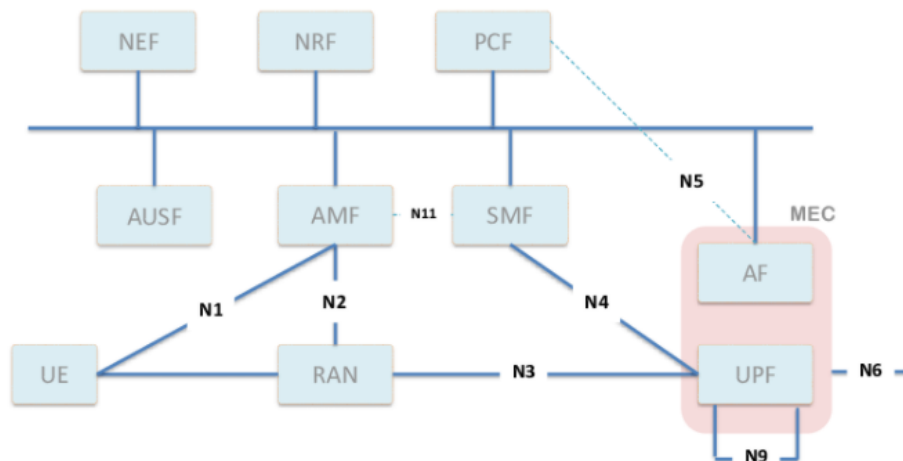 NEF
NRF
PCF
N5
AUSF
AMF
N11
SMF
MEC
AF
N1
N2
N4
UE
RAN
N3
UPF
N6
N9